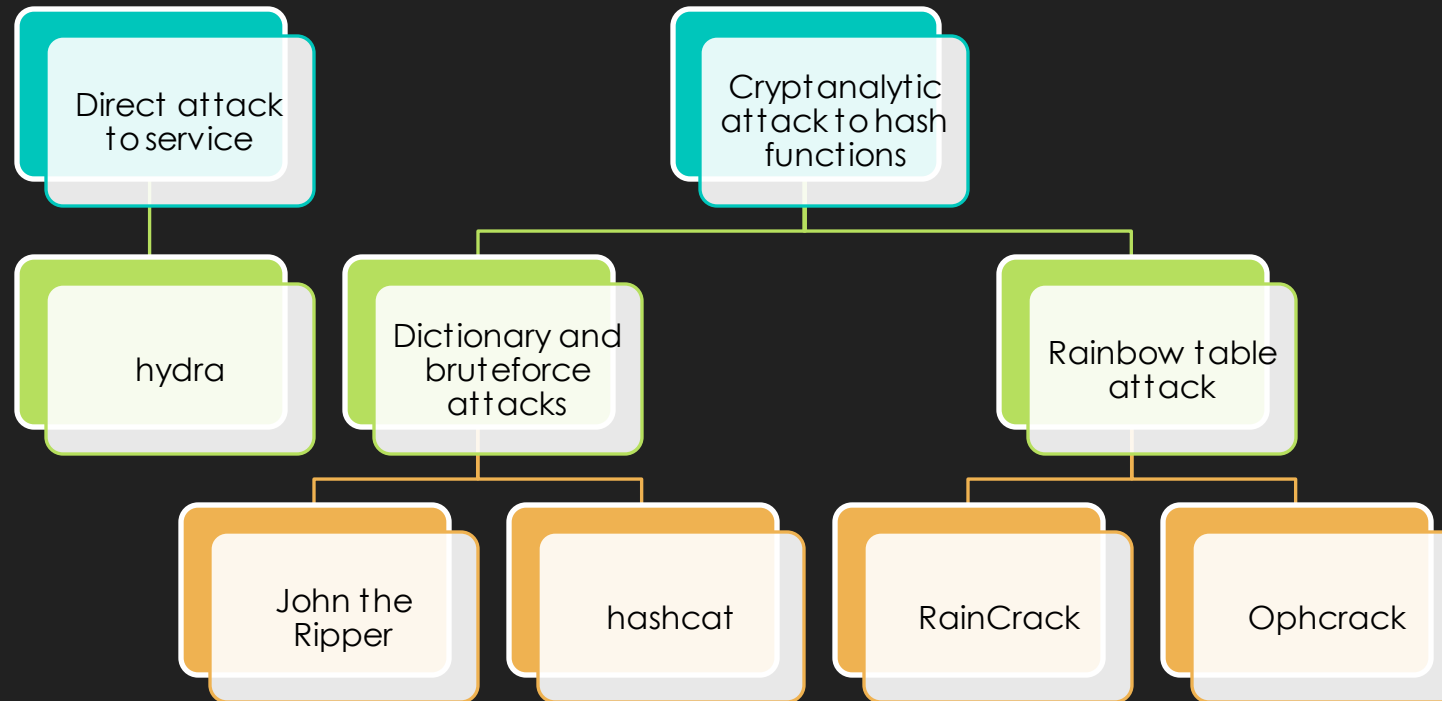 Direct attack
to service
Cryptanalytic
attack to hash
functions
hydra
Dictionary and
bruteforce
attacks
Rainbow table
attack
John the
Ripper
hashcat
RainCrack
Ophcrack